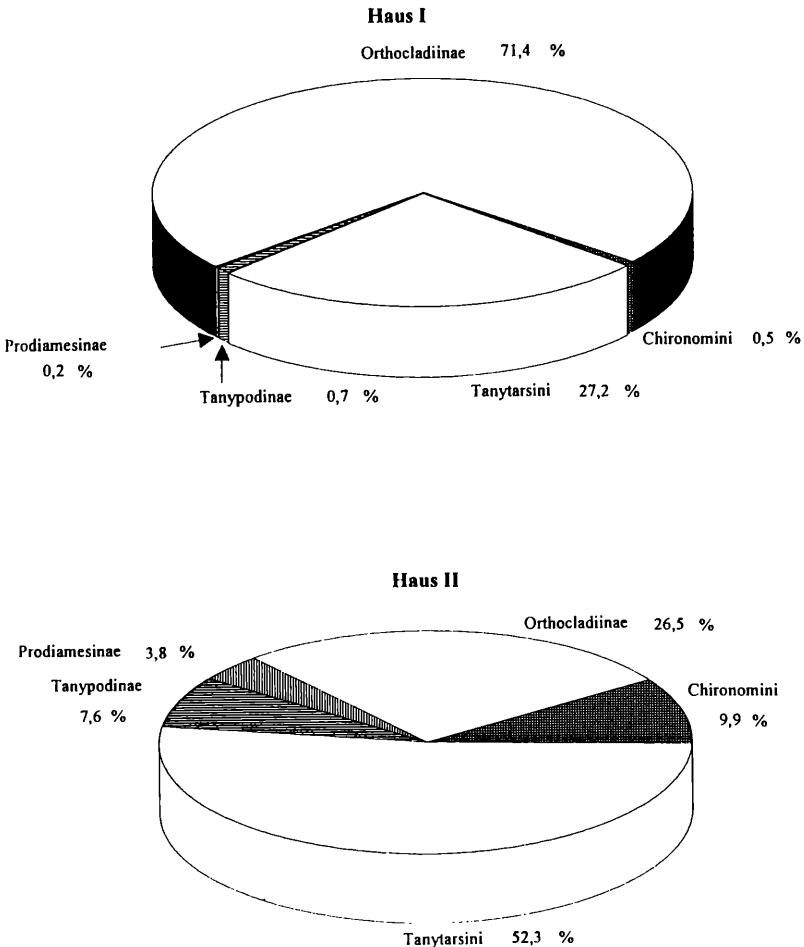 Haus I
Orthocladiinae 71,4 %
Chironomini 0,5 %
Prodiamesinae
0,2 %
Tanypodinae 0,7 %
Tanytarsini 27,2 %
Haus II
Orthocladiinae 26,5 %
Prodiamesinae 3,8 %
Tanypodinae
7,6 %
Chironomini
9,9 %
Tanytarsini 52,3 %